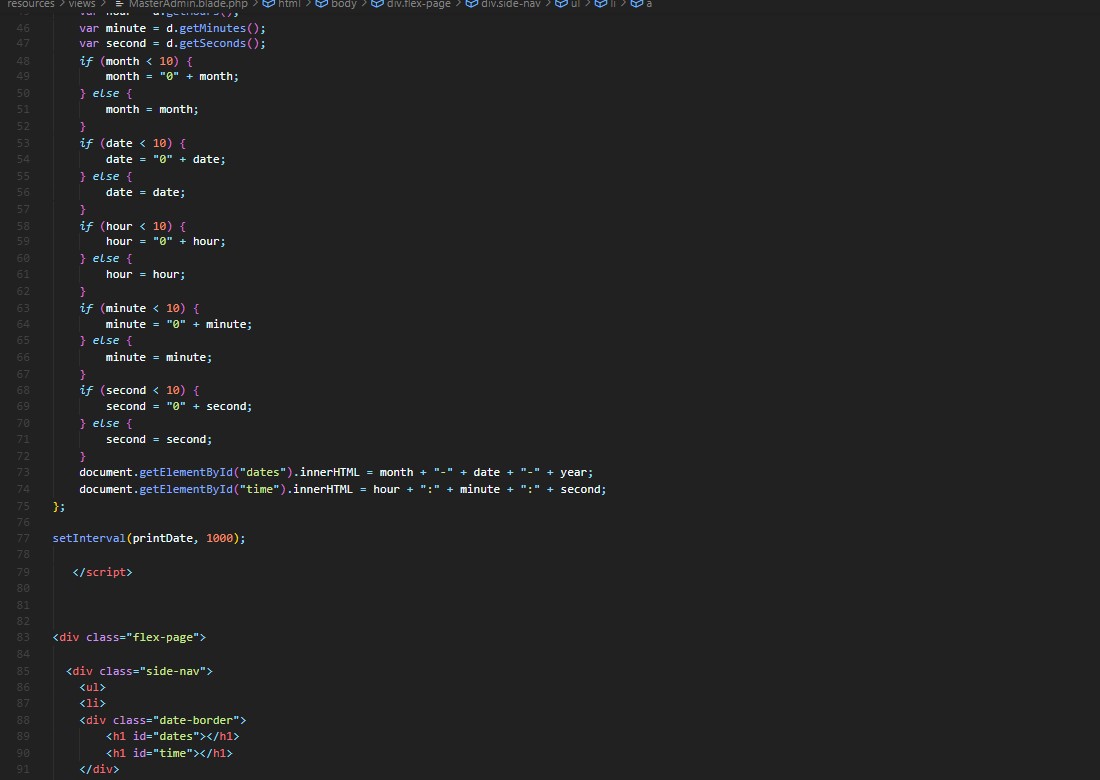 resources > views > MasterAdmin.blade.php > html > body > div.flex-page > div.side-nav > ul > li > a
45 var hour = d.getHours();
46 var minute = d.getMinutes();
47 var second = d.getSeconds();
48 if (month < 10) {
49 month = "0" + month;
50 } else {
51 month = month;
52 }
53 if (date < 10) {
54 date = "0" + date;
55 } else {
56 date = date;
57 }
58 if (hour < 10) {
59 hour = "0" + hour;
60 } else {
61 hour = hour;
62 }
63 if (minute < 10) {
64 minute = "0" + minute;
65 } else {
66 minute = minute;
67 }
68 if (second < 10) {
69 second = "0" + second;
70 } else {
71 second = second;
72 }
73 document.getElementById("dates").innerHTML = month + "-" + date + "-" + year;
74 document.getElementById("time").innerHTML = hour + ":" + minute + ":" + second;
75 };
76
77 setInterval(printDate, 1000);
78
79 </script>
80
81
82
83 <div class="flex-page">
84
85 <div class="side-nav">
86 <ul>
87 <li>
88 <div class="date-border">
89 <h1 id="dates"></h1>
90 <h1 id="time"></h1>
91 </div>